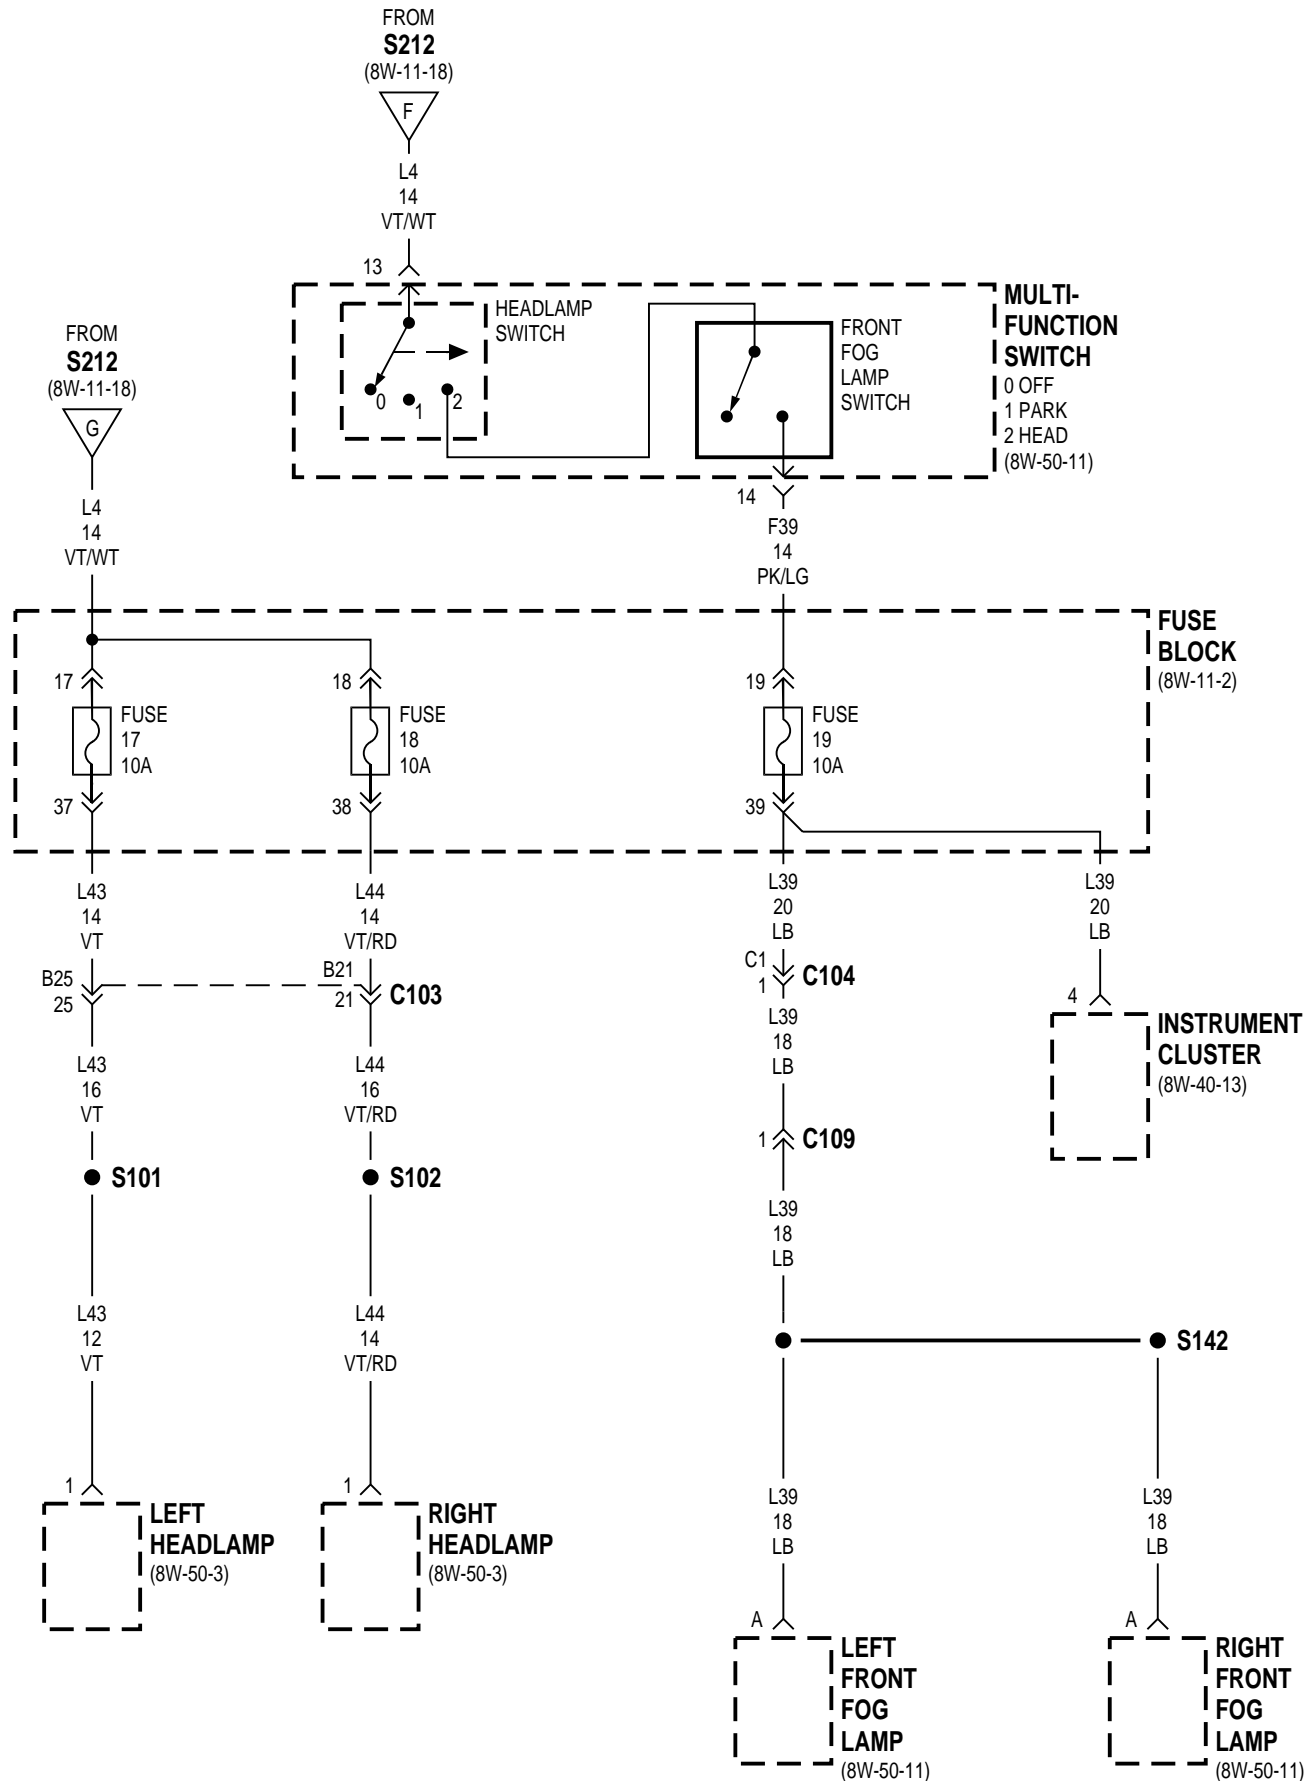 FROM
S212
(8W-11-18)
F
L4
14
VT/WT
13
HEADLAMP
SWITCH
0
1
2
FRONT
FOG
LAMP
SWITCH
MULTI-
FUNCTION
SWITCH
0 OFF
1 PARK
2 HEAD
(8W-50-11)
FROM
S212
(8W-11-18)
G
L4
14
VT/WT
14
F39
14
PK/LG
FUSE
BLOCK
(8W-11-2)
17
FUSE
17
10A
37
18
FUSE
18
10A
38
19
FUSE
19
10A
39
L43
14
VT
L44
14
VT/RD
L39
20
LB
L39
20
LB
B25
25
B21
21
C103
C1
1
C104
4
INSTRUMENT
CLUSTER
(8W-40-13)
L43
16
VT
L44
16
VT/RD
L39
18
LB
1
C109
S101
S102
L39
18
LB
L43
12
VT
L44
14
VT/RD
S142
1
LEFT
HEADLAMP
(8W-50-3)
1
RIGHT
HEADLAMP
(8W-50-3)
L39
18
LB
L39
18
LB
A
LEFT
FRONT
FOG
LAMP
(8W-50-11)
A
RIGHT
FRONT
FOG
LAMP
(8W-50-11)